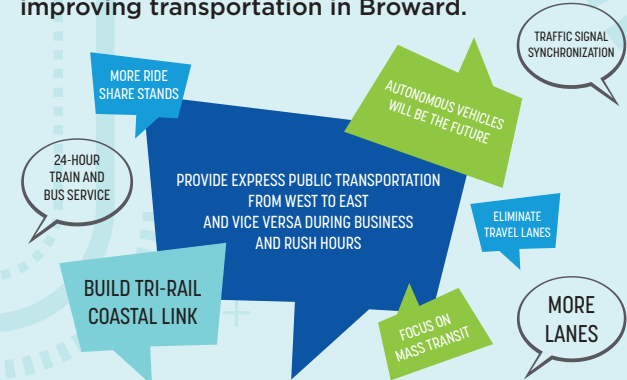 improving transportation in Broward.
TRAFFIC SIGNAL
SYNCHRONIZATION
MORE RIDE
SHARE STANDS
AUTONOMOUS VEHICLES
WILL BE THE FUTURE
24-HOUR
TRAIN AND
BUS SERVICE
PROVIDE EXPRESS PUBLIC TRANSPORTATION
FROM WEST TO EAST
AND VICE VERSA DURING BUSINESS
AND RUSH HOURS
ELIMINATE
TRAVEL LANES
BUILD TRI-RAIL
COASTAL LINK
FOCUS ON
MASS TRANSIT
MORE
LANES